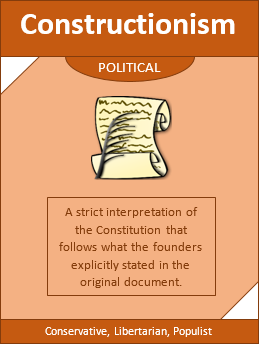 Constructionism
POLITICAL
A strict interpretation of
the Constitution that
follows what the founders
explicitly stated in the
original document.
Conservative, Libertarian, Populist